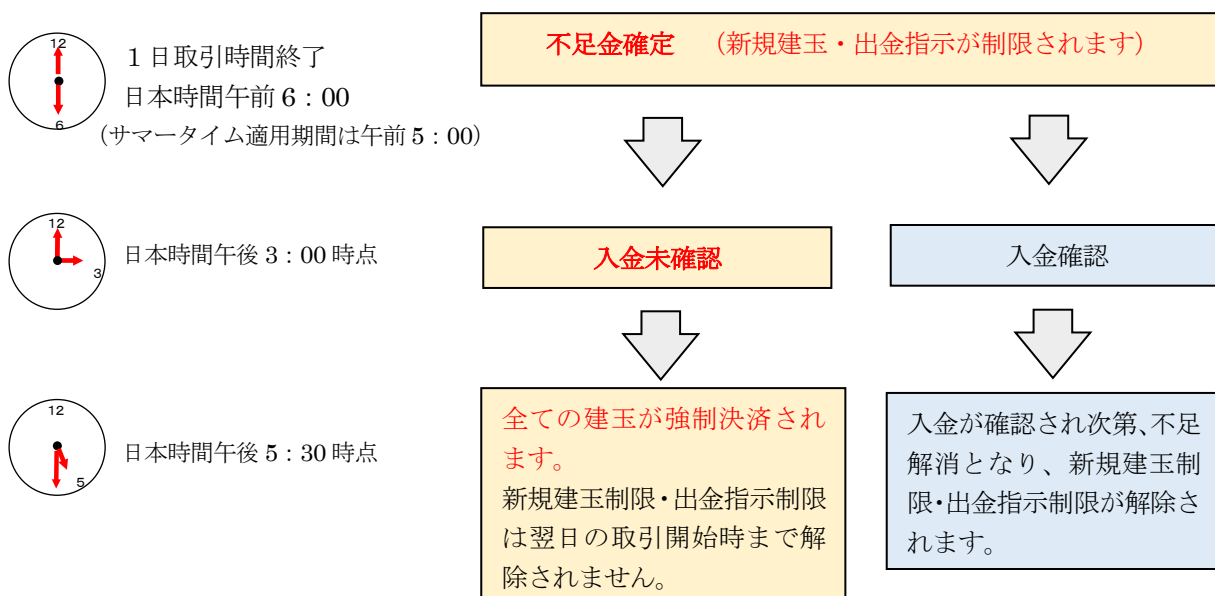 12
6
1日取引時間終了
日本時間午前 6：00
（サマータイム適用期間は午前 5：00）
不足金確定　（新規建玉・出金指示が制限されます）
12
3
日本時間午後 3：00 時点
入金未確認
入金確認
12
5
日本時間午後 5：30 時点
全ての建玉が強制決済され
ます。
新規建玉制限・出金指示制限
は翌日の取引開始時まで解
除されません。
入金が確認され次第、不足
解消となり、新規建玉制
限・出金指示制限が解除さ
れます。